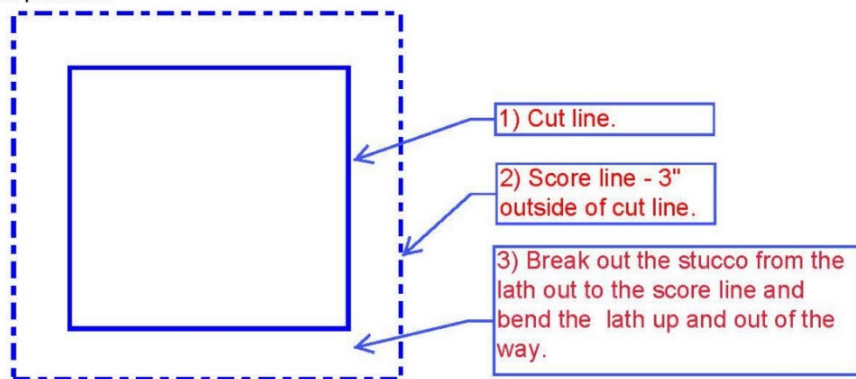 1) Cut line.
2) Score line - 3"
outside of cut line.
3) Break out the stucco from the
lath out to the score line and
bend the lath up and out of the
way.